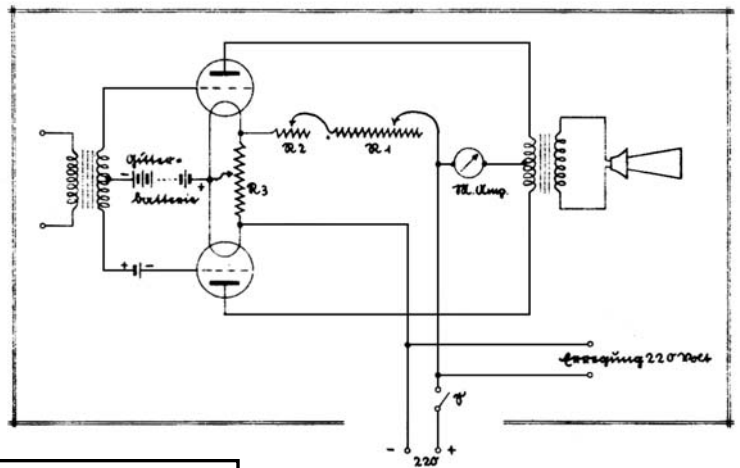 Gitter-
- +
batterie
R2
R1
R3
M. Amp.
+ -
Erregung 220 Volt
- 220 +